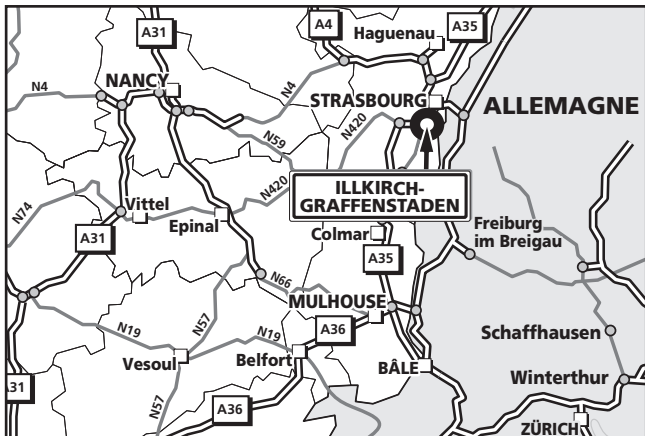 A31
A4
A35
Haguenau
N4
NANCY
N4
STRASBOURG
ALLEMAGNE
N420
N59
ILLKIRCH-
GRAFFENSTADEN
N420
Vittel
N74
Epinal
A31
Colmar
Freiburg
im Breigau
A35
N66
MULHOUSE
N19
N57
N19
A36
Schaffhausen
Vesoul
Belfort
BÂLE
Winterthur
A31
N57
A36
ZÜRICH